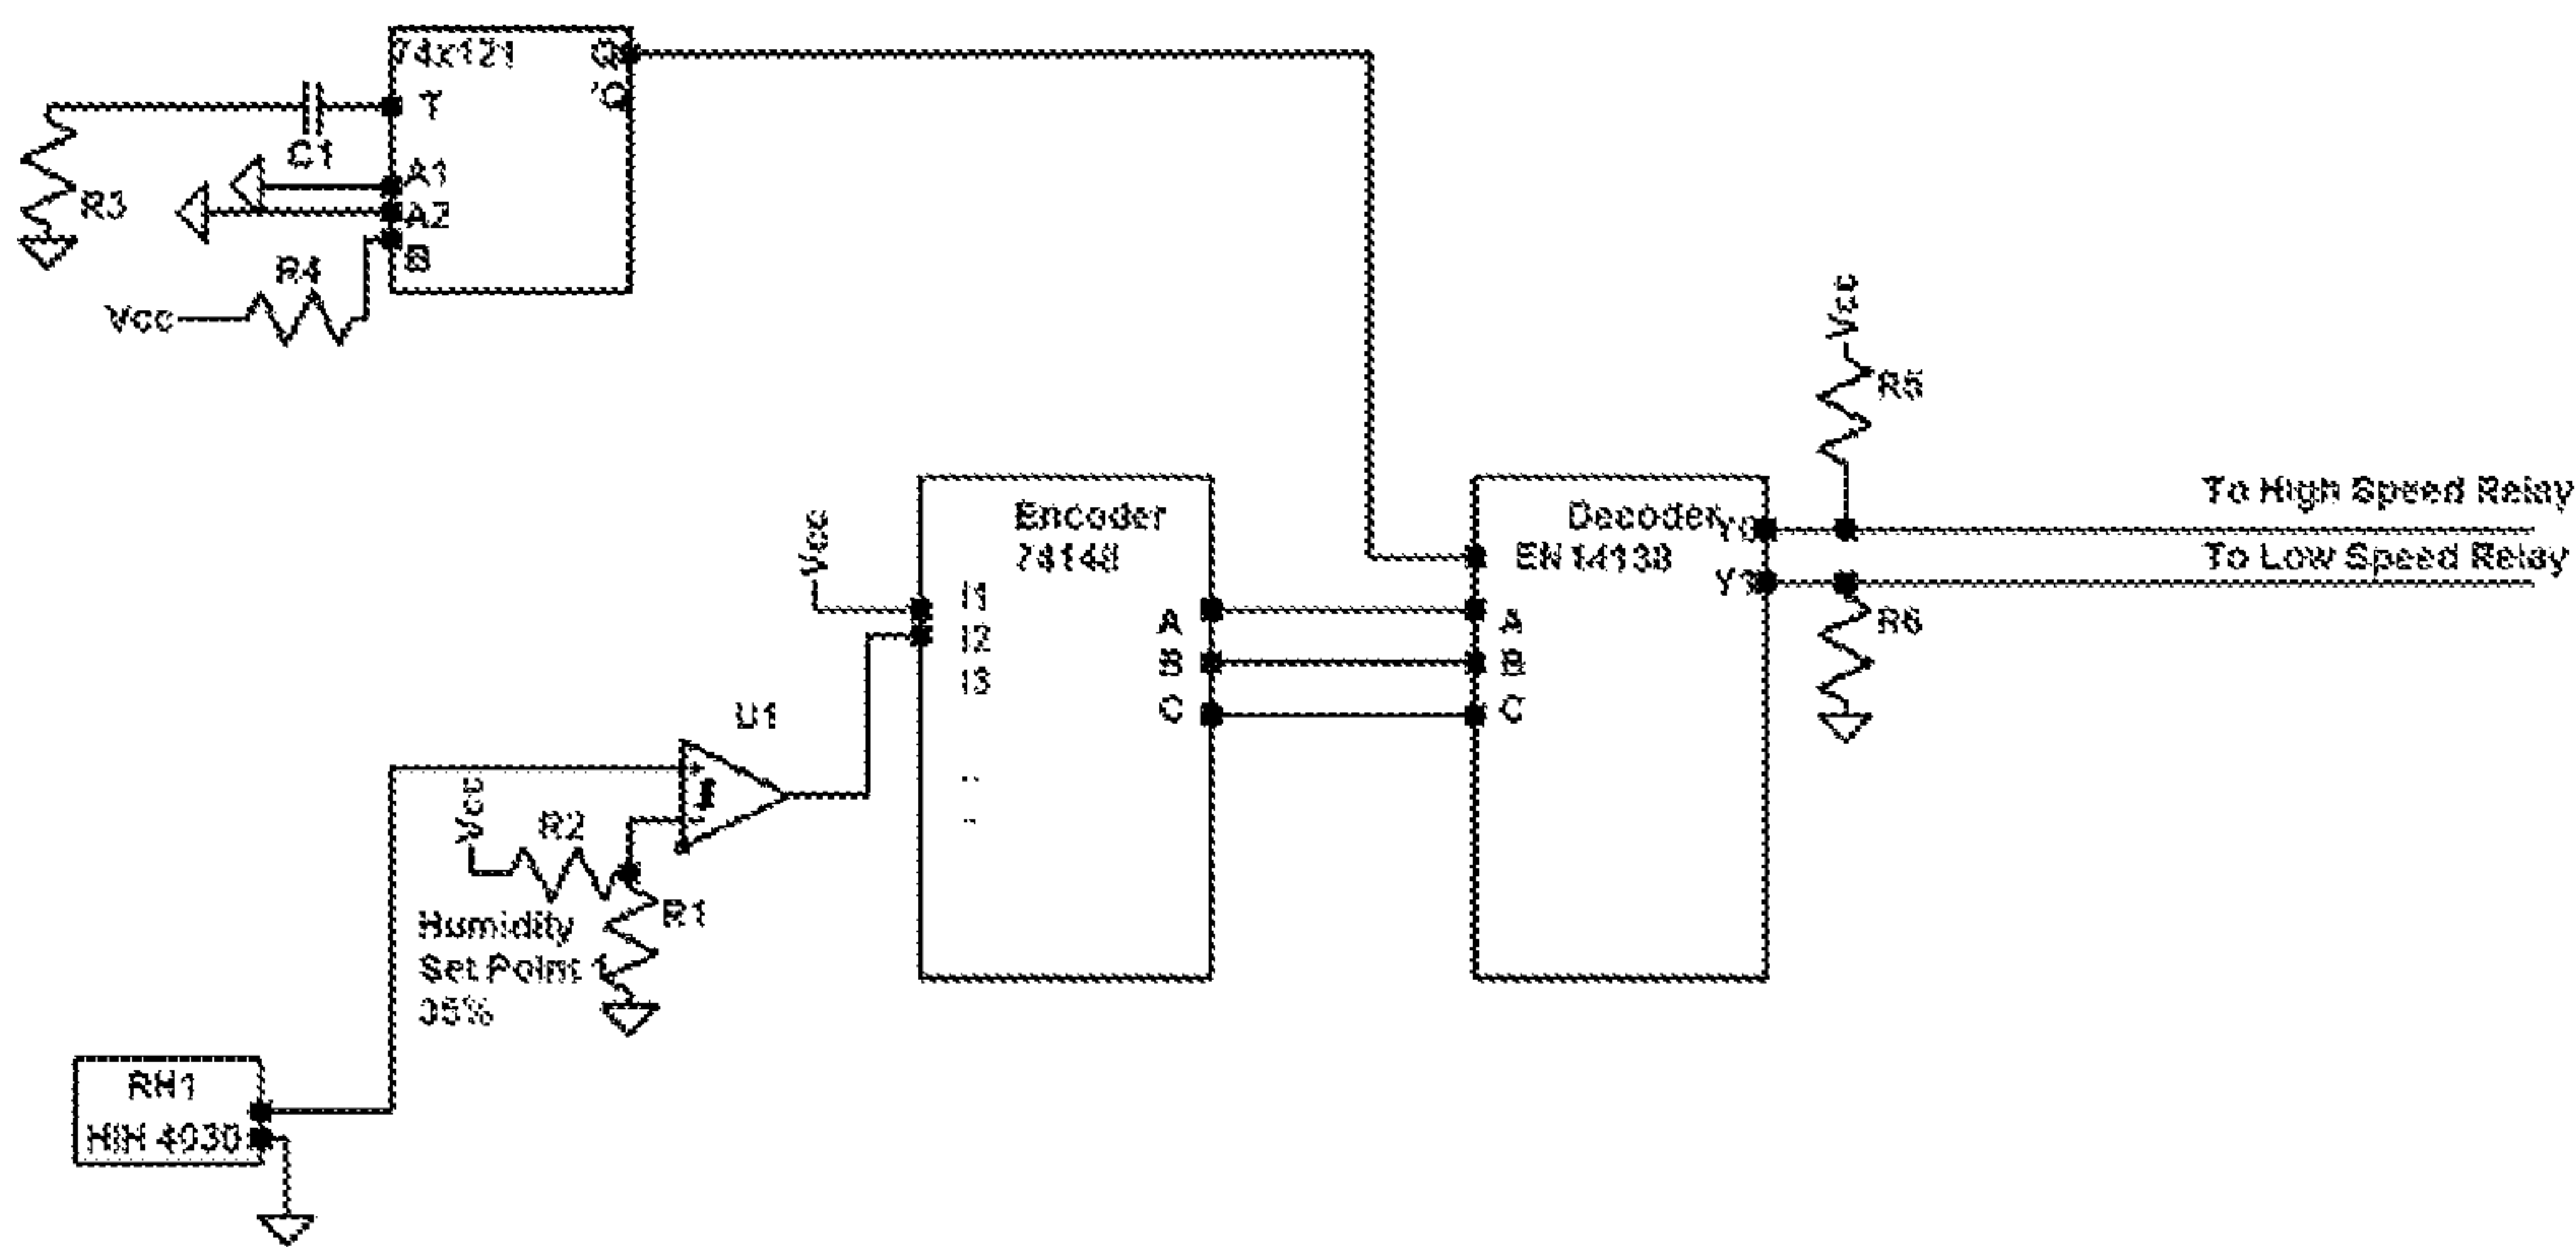 74x121
Q
'Q
T
C1
A1
A2
B
R3
R4
Vcc
Vcc
R5
To High Speed Relay
To Low Speed Relay
Encoder
74148
Decoder
EN 14138
Y0
Vcc
I1
I2
I3
A
B
C
A
B
C
R6
U1
Vcc
R2
R1
Humidity
Set Point 1
35%
RH1
HIH 4030